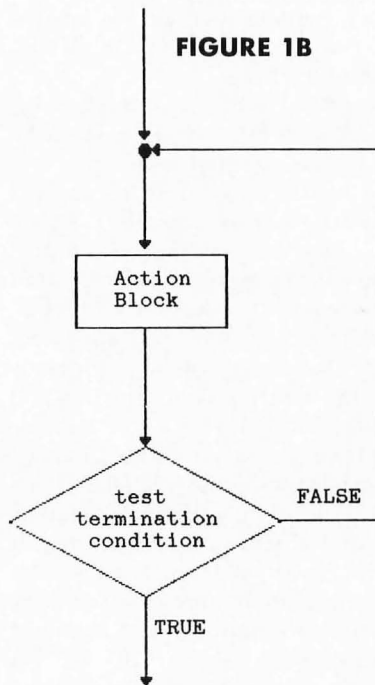 FIGURE 1B
Action
Block
test
termination
condition
FALSE
TRUE